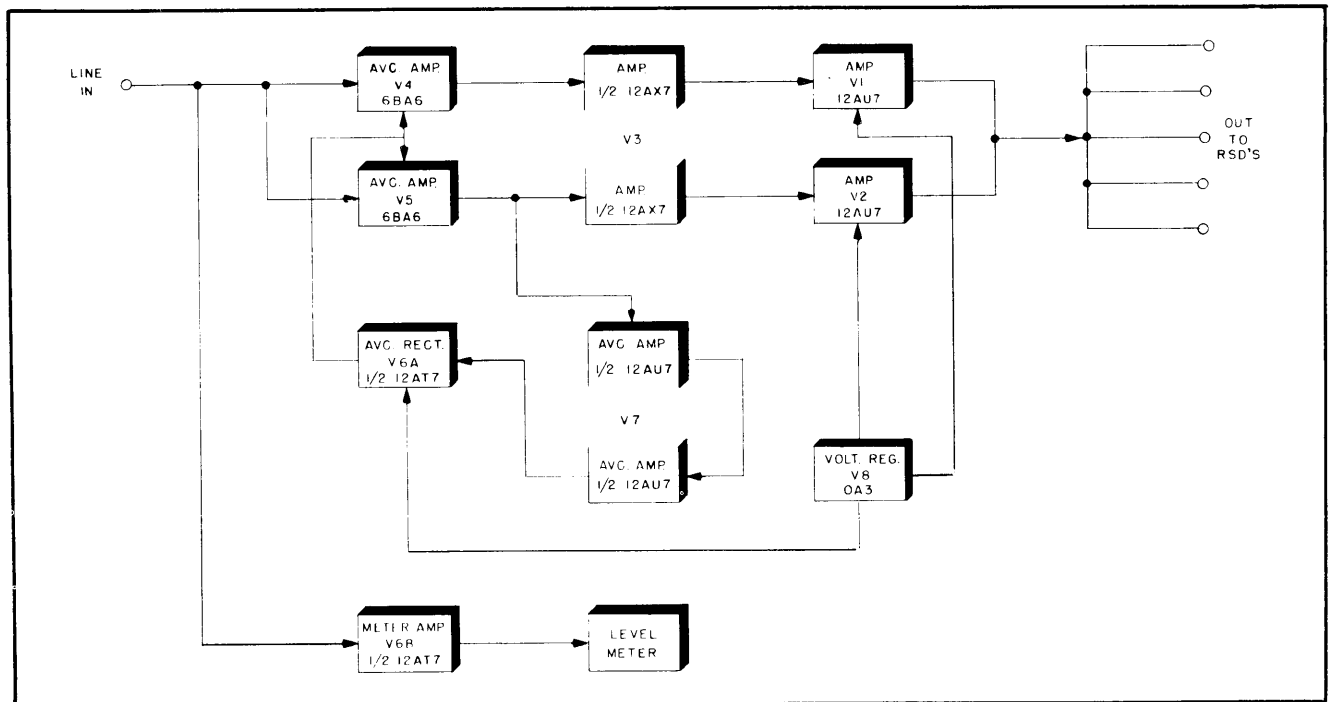 LINE
IN
AVC. AMP.
V4
6BA6
AMP.
1/2 12AX7
AMP
V1
12AU7
V3
OUT
TO
RSD'S
AVC. AMP.
V5
6BA6
AMP
1/2 12AX7
AMP
V2
12AU7
AVC. RECT.
V6A
1/2 12AT7
AVC AMP
1/2 12AU7
V7
AVC. AMP.
1/2 12AU7
VOLT. REG.
V8
OA3
METER AMP
V6B
1/2 12AT7
LEVEL
METER